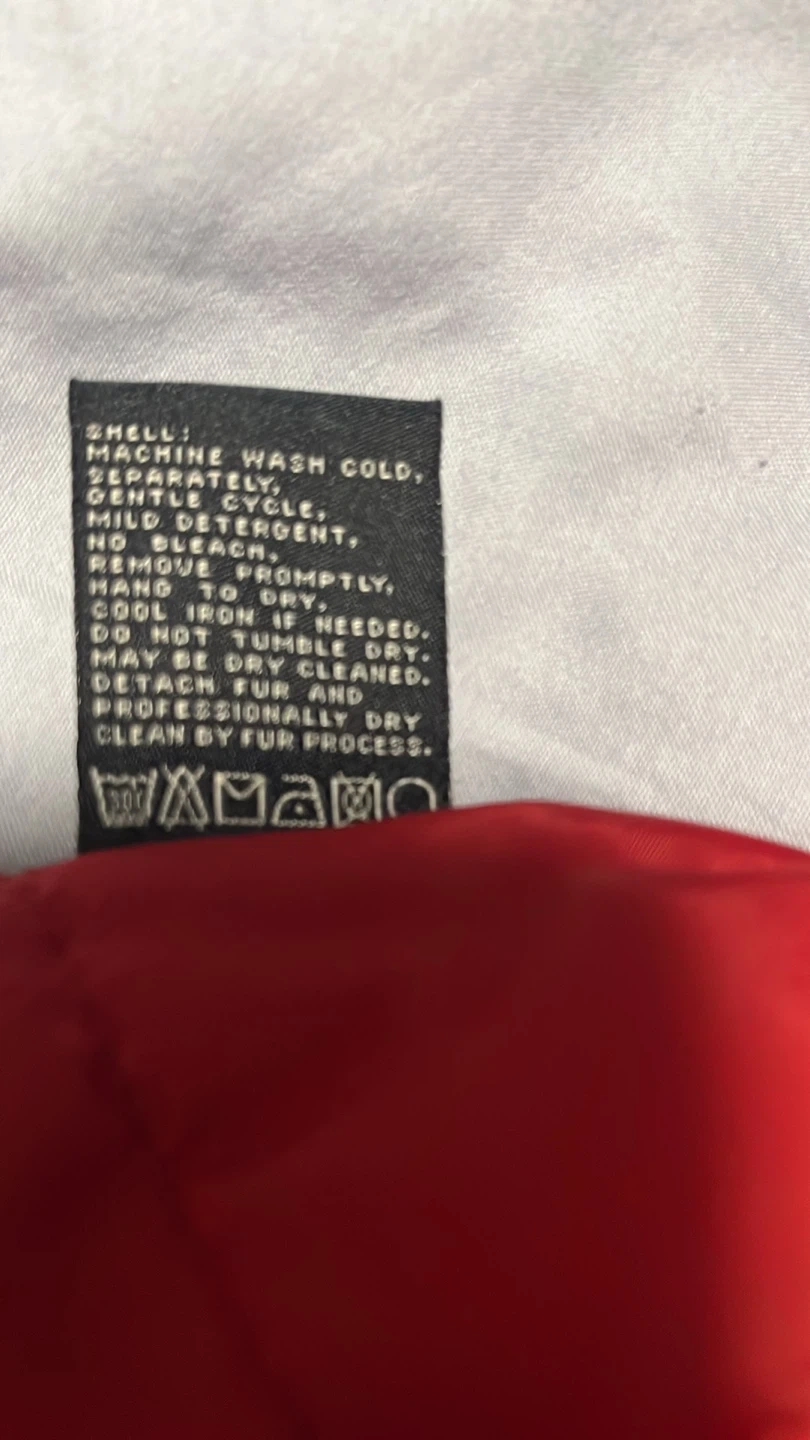 SHELL:
MACHINE WASH COLD,
SEPARATELY,
GENTLE CYCLE,
MILD DETERGENT,
NO BLEACH,
REMOVE PROMPTLY,
HANG TO DRY,
COOL IRON IF NEEDED.
DO NOT TUMBLE DRY.
MAY BE DRY CLEANED.
DETACH FUR AND
PROFESSIONALLY DRY
CLEAN BY FUR PROCESS.
30